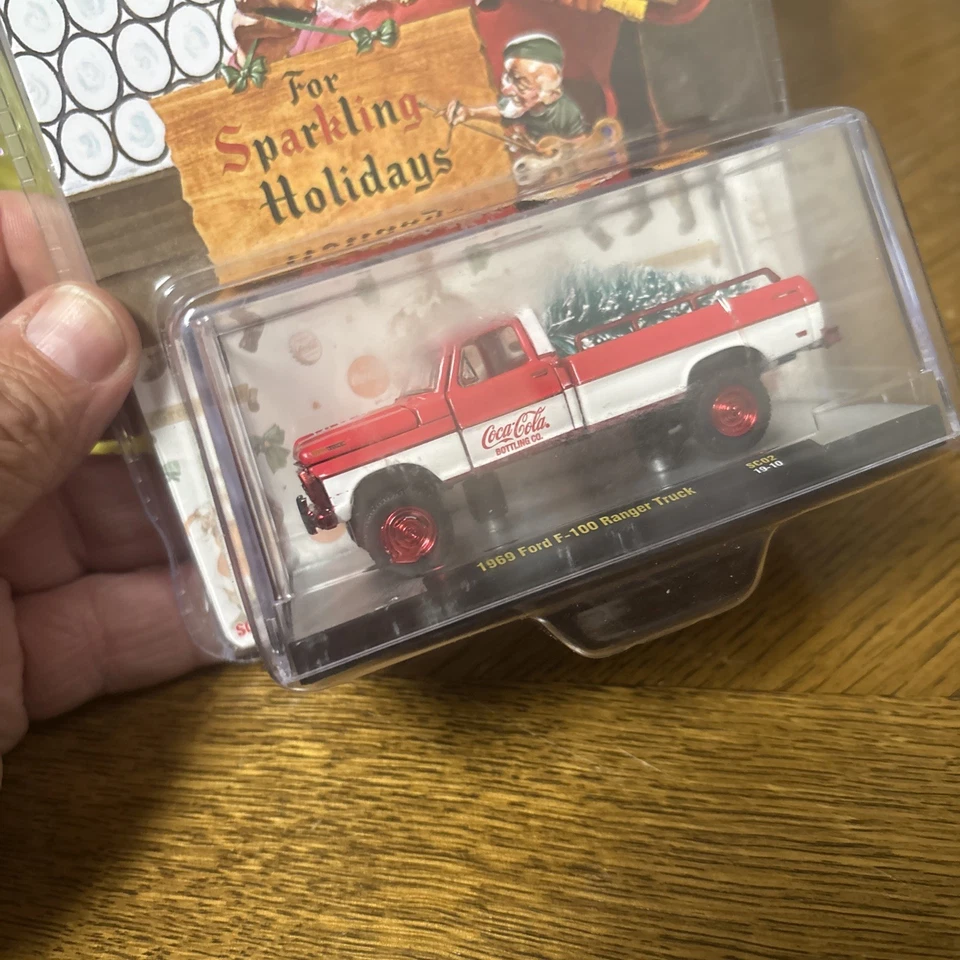 For
Sparkling
Holidays
Coca-Cola
BOTTLING CO.
1969 Ford F-100 Ranger Truck
SC02
19-10